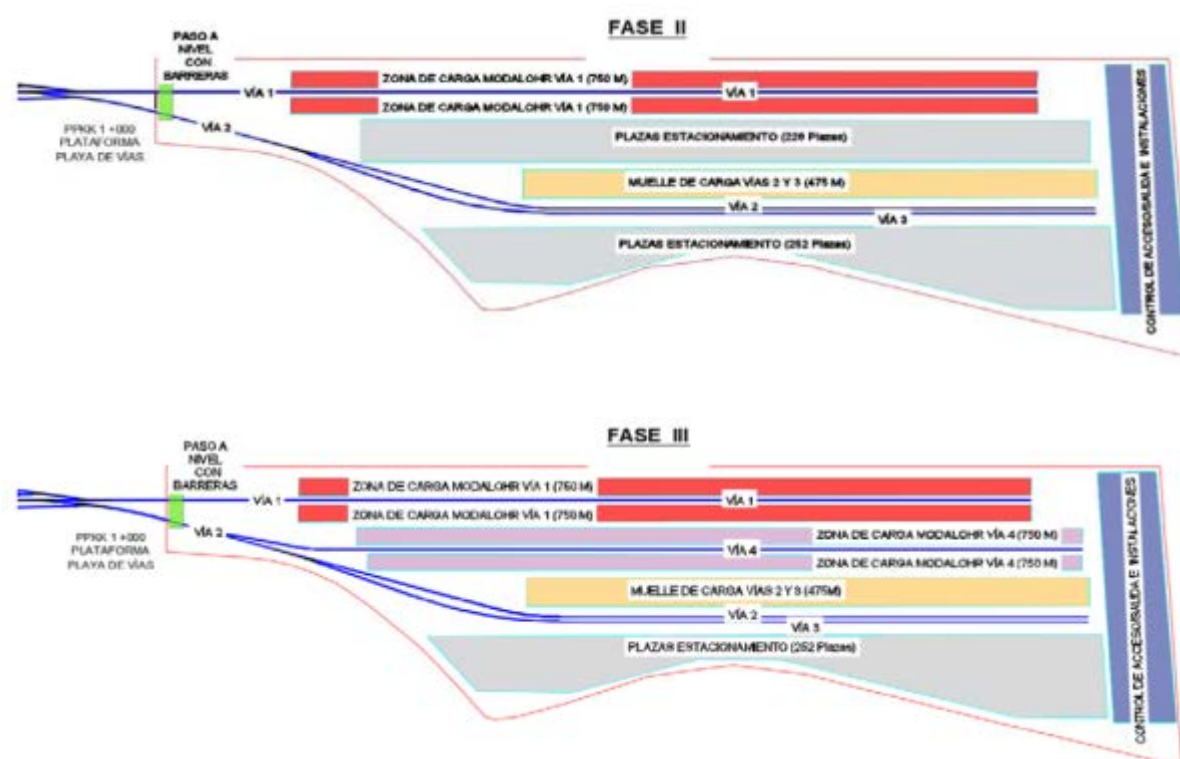 FASE II
PASO A
NIVEL
CON
BARRERAS
ZONA DE CARGA MODALOHR VÍA 1 (750 M)
VÍA 1
VÍA 1
ZONA DE CARGA MODALOHR VÍA 1 (750 M)
VÍA 2
PPKK 1+000
PLATAFORMA
PLAYA DE VÍAS
PLAZAS ESTACIONAMIENTO (226 Plazas)
MUELLE DE CARGA VÍAS 2 Y 3 (475 M)
VÍA 2
VÍA 3
PLAZAS ESTACIONAMIENTO (252 Plazas)
CONTROL DE ACCESO/SALIDA E INSTALACIONES
FASE III
PASO A
NIVEL
CON
BARRERAS
ZONA DE CARGA MODALOHR VÍA 1 (750 M)
VÍA 1
VÍA 1
ZONA DE CARGA MODALOHR VÍA 1 (750 M)
VÍA 2
PPKK 1+000
PLATAFORMA
PLAYA DE VÍAS
ZONA DE CARGA MODALOHR VÍA 4 (750 M)
VÍA 4
ZONA DE CARGA MODALOHR VÍA 4 (750 M)
MUELLE DE CARGA VÍAS 2 Y 3 (475M)
VÍA 2
VÍA 3
PLAZAS ESTACIONAMIENTO (252 Plazas)
CONTROL DE ACCESO/SALIDA E INSTALACIONES